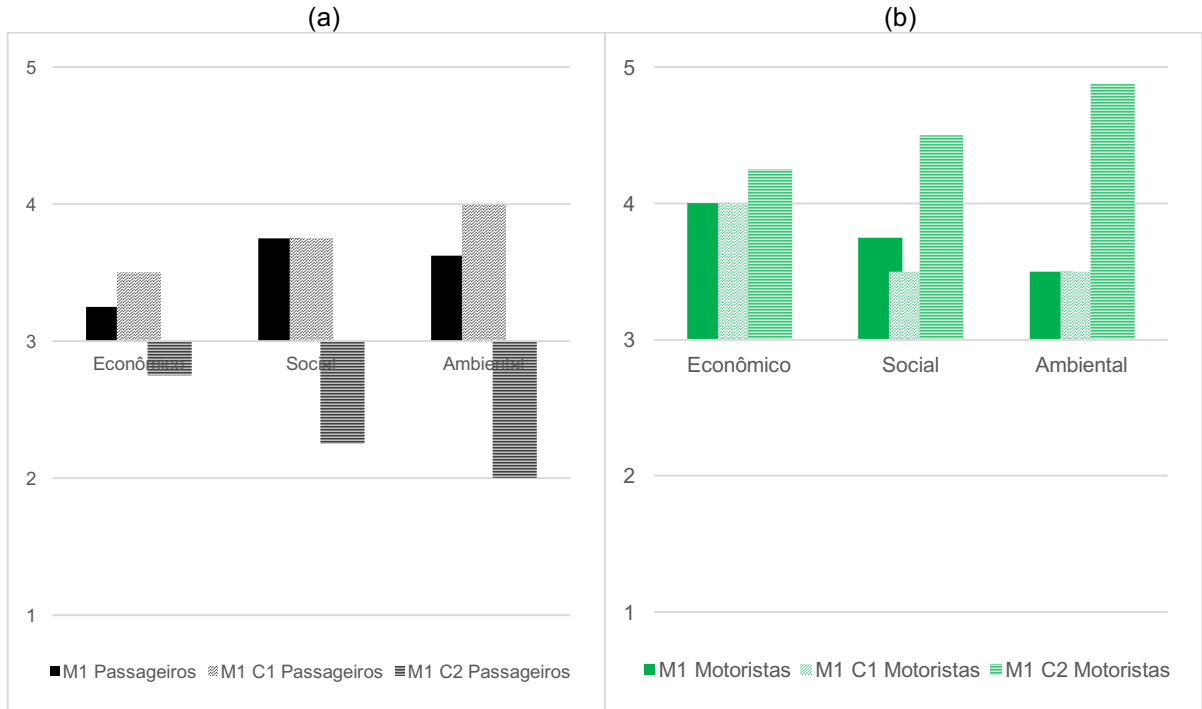 (a)
5
4
3
Econômico Social Ambiental
2
1
M1 Passageiros M1 C1 Passageiros M1 C2 Passageiros
(b)
5
4
3
Econômico Social Ambiental
2
1
M1 Motoristas M1 C1 Motoristas M1 C2 Motoristas